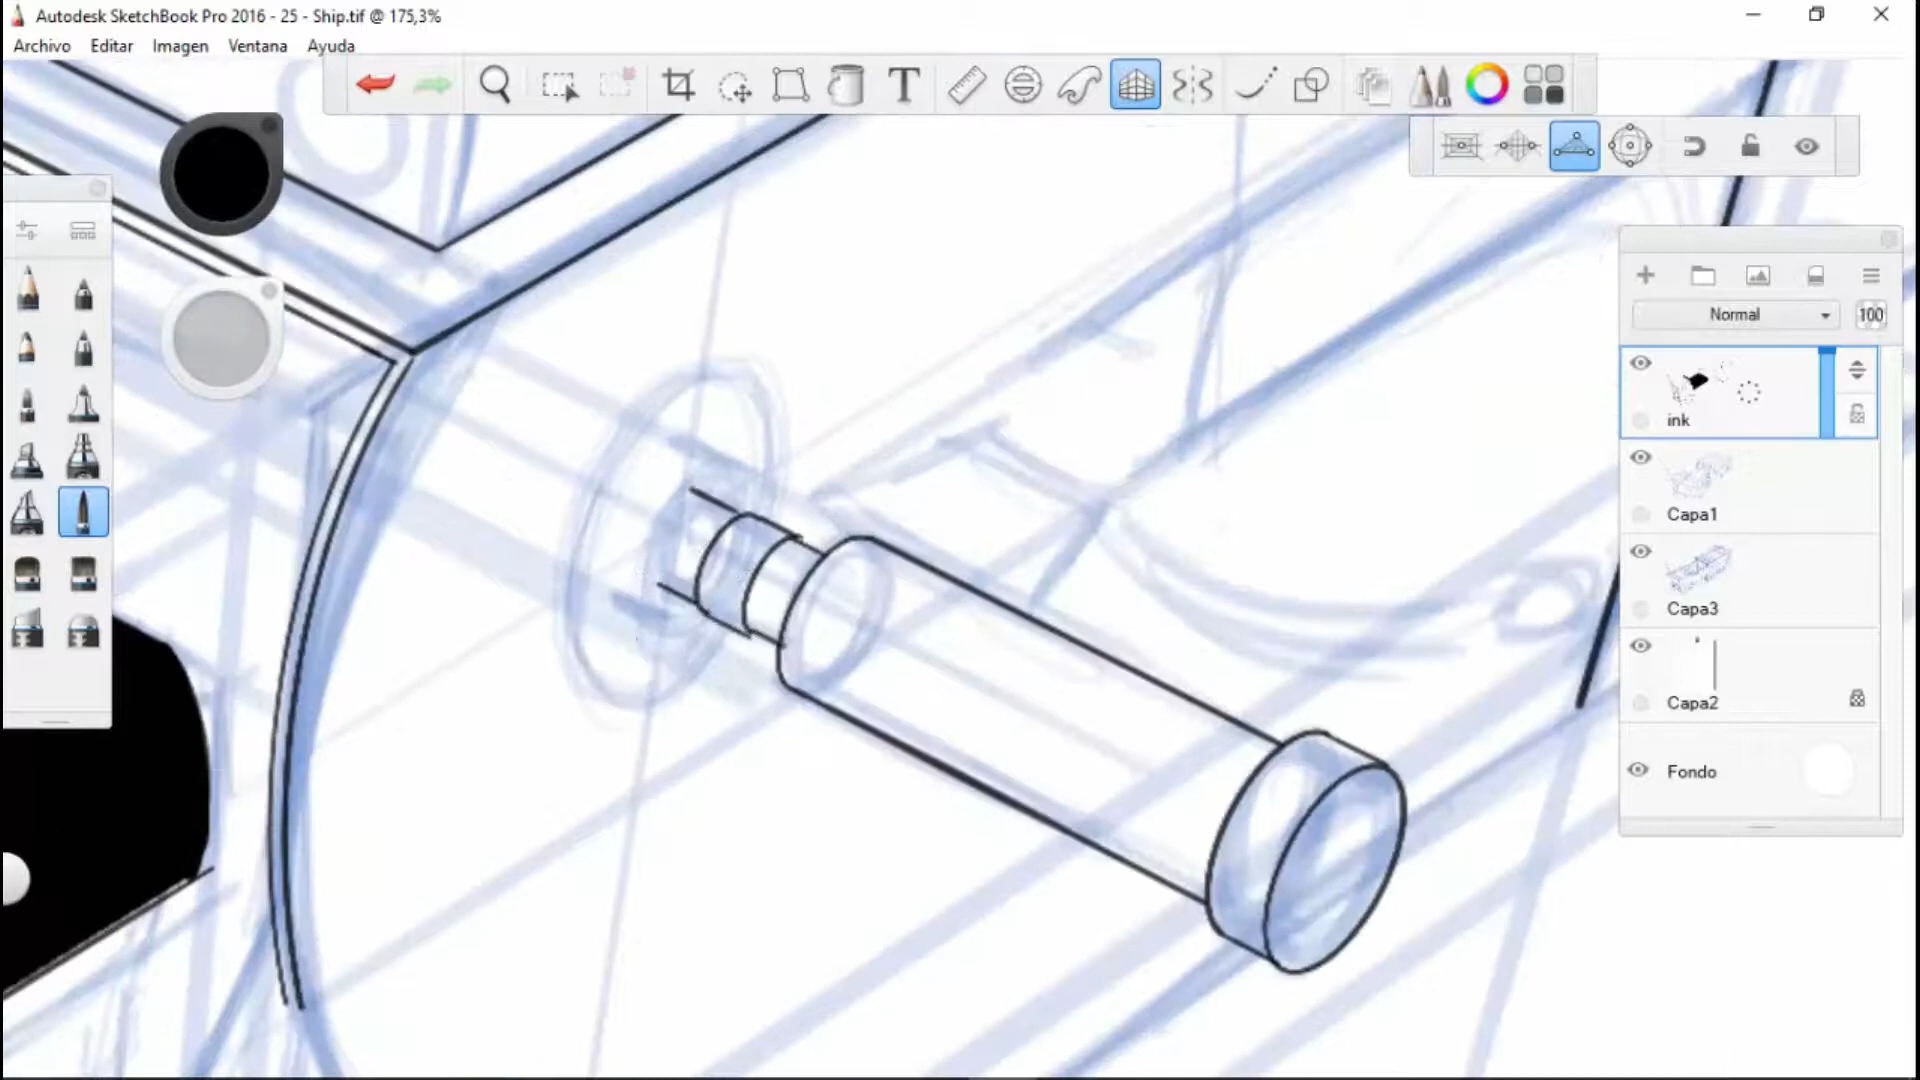 Autodesk SketchBook Pro 2016 - 25 - Ship.tif @ 175,3%
Archivo Editar Imagen Ventana Ayuda
T
Normal 100
ink
Capa1
Capa3
Capa2
Fondo